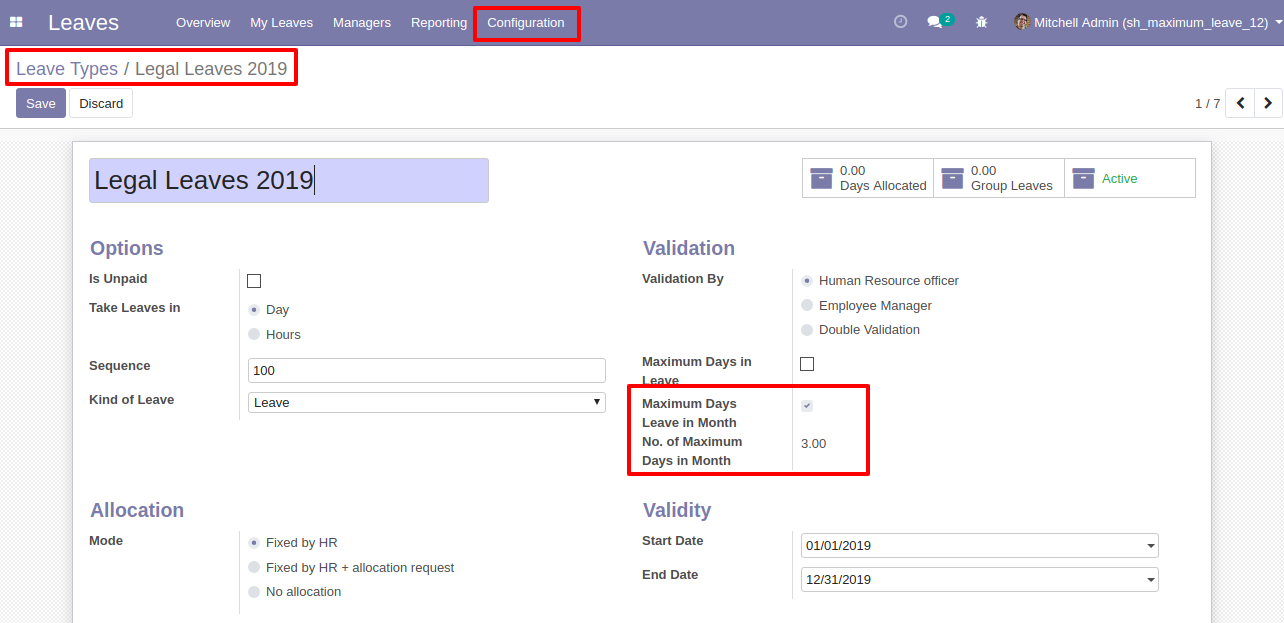 Leaves Overview My Leaves Managers Reporting Configuration 2 Mitchell Admin (sh_maximum_leave_12)
Leave Types / Legal Leaves 2019
Save Discard 1 / 7
Legal Leaves 2019
0.00
Days Allocated
0.00
Group Leaves
Active
Options
Is Unpaid
Take Leaves in
Day
Hours
Sequence 100
Kind of Leave Leave
Validation
Validation By
Human Resource officer
Employee Manager
Double Validation
Maximum Days in
Leave
Maximum Days
Leave in Month
No. of Maximum
Days in Month
3.00
Allocation
Mode
Fixed by HR
Fixed by HR + allocation request
No allocation
Validity
Start Date 01/01/2019
End Date 12/31/2019